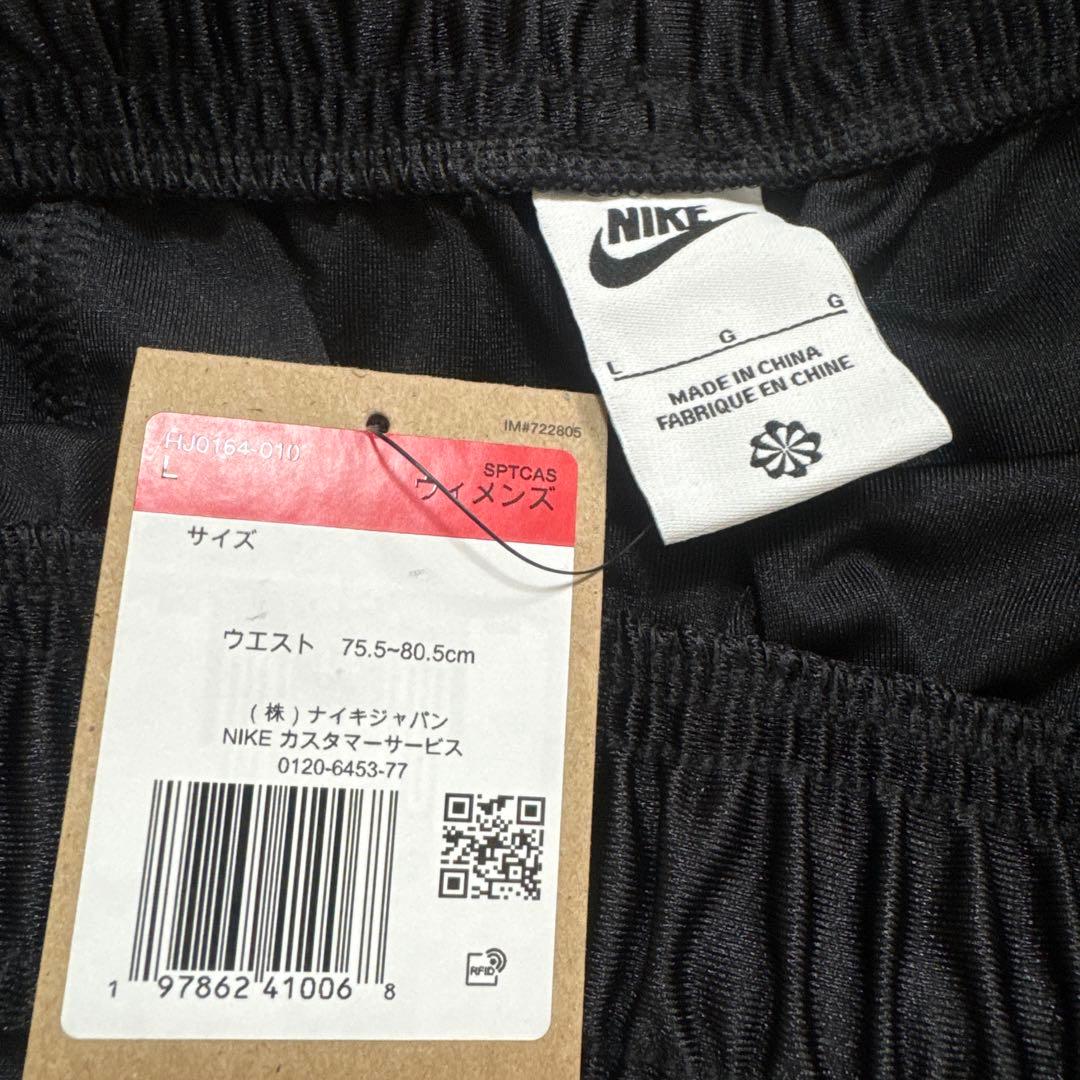 NIKE
L
G
G
MADE IN CHINA
FABRIQUE EN CHINE
IM#722805
HJ0164-010
L
SPTCAS
ウィメンズ
サイズ
ウエスト 75.5~80.5cm
(株)ナイキジャパン
NIKE カスタマーサービス
0120-6453-77
1 97862 41006 8
RFID